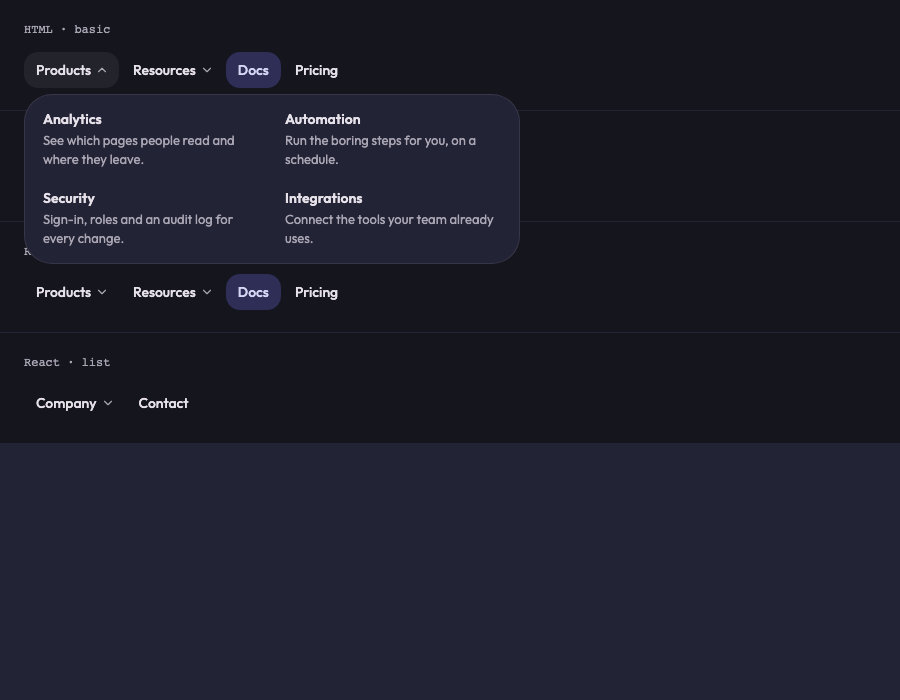 HTML · basic
Products Resources Docs Pricing
Analytics
See which pages people read and
where they leave.
Automation
Run the boring steps for you, on a
schedule.
Security
Sign-in, roles and an audit log for
every change.
Integrations
Connect the tools your team already
uses.
Products Resources Docs Pricing
React · list
Company Contact